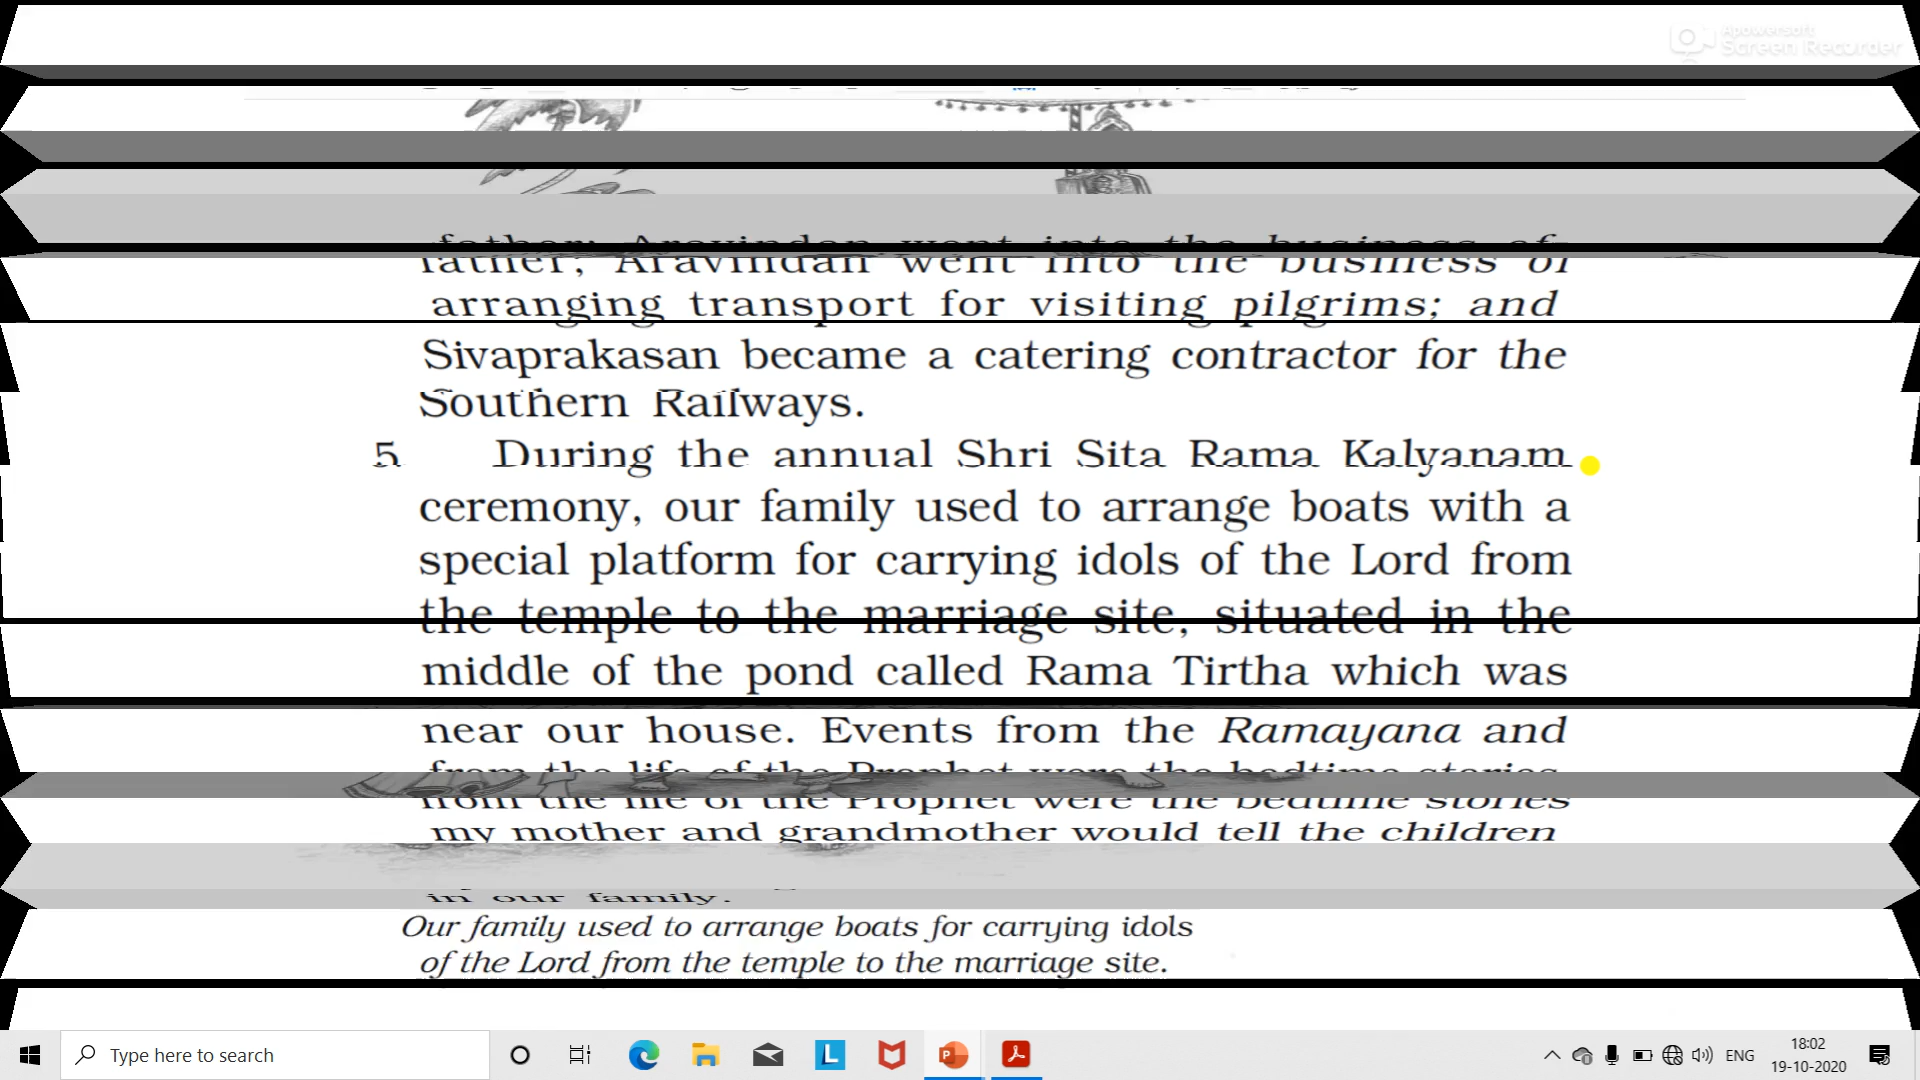 Apowersoft
Screen Recorder
father; Aravindan went into the business of
arranging transport for visiting pilgrims; and
Sivaprakasan became a catering contractor for the
Southern Railways.
5 During the annual Shri Sita Rama Kalyanam
ceremony, our family used to arrange boats with a
special platform for carrying idols of the Lord from
the temple to the marriage site, situated in the
middle of the pond called Rama Tirtha which was
near our house. Events from the Ramayana and
from the life of the Prophet were the bedtime stories
my mother and grandmother would tell the children
in our family.
Our family used to arrange boats for carrying idols
of the Lord from the temple to the marriage site.
Type here to search
L
P
ENG
18:02
19-10-2020